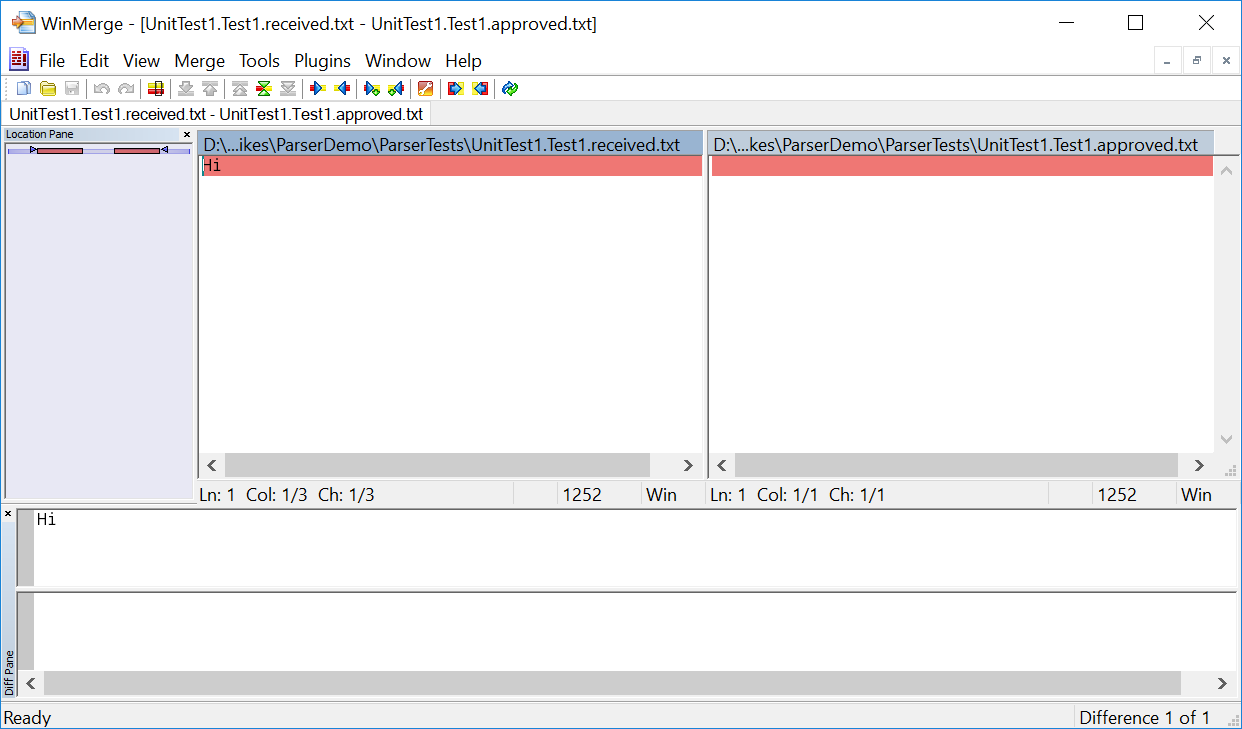 WinMerge - [UnitTest1.Test1.received.txt - UnitTest1.Test1.approved.txt]
File Edit View Merge Tools Plugins Window Help
UnitTest1.Test1.received.txt - UnitTest1.Test1.approved.txt
Location Pane
D:\...ikes\ParserDemo\ParserTests\UnitTest1.Test1.received.txt
D:\...kes\ParserDemo\ParserTests\UnitTest1.Test1.approved.txt
Hi
Ln: 1 Col: 1/3 Ch: 1/3 1252 Win
Ln: 1 Col: 1/1 Ch: 1/1 1252 Win
Hi
Diff Pane
Ready
Difference 1 of 1